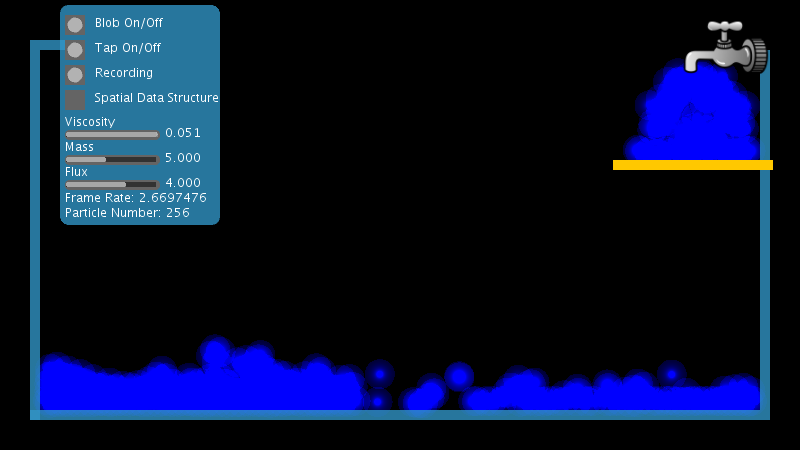 Blob On/Off
Tap On/Off
Recording
Spatial Data Structure
Viscosity
0.051
Mass
5.000
Flux
4.000
Frame Rate: 2.6697476
Particle Number: 256